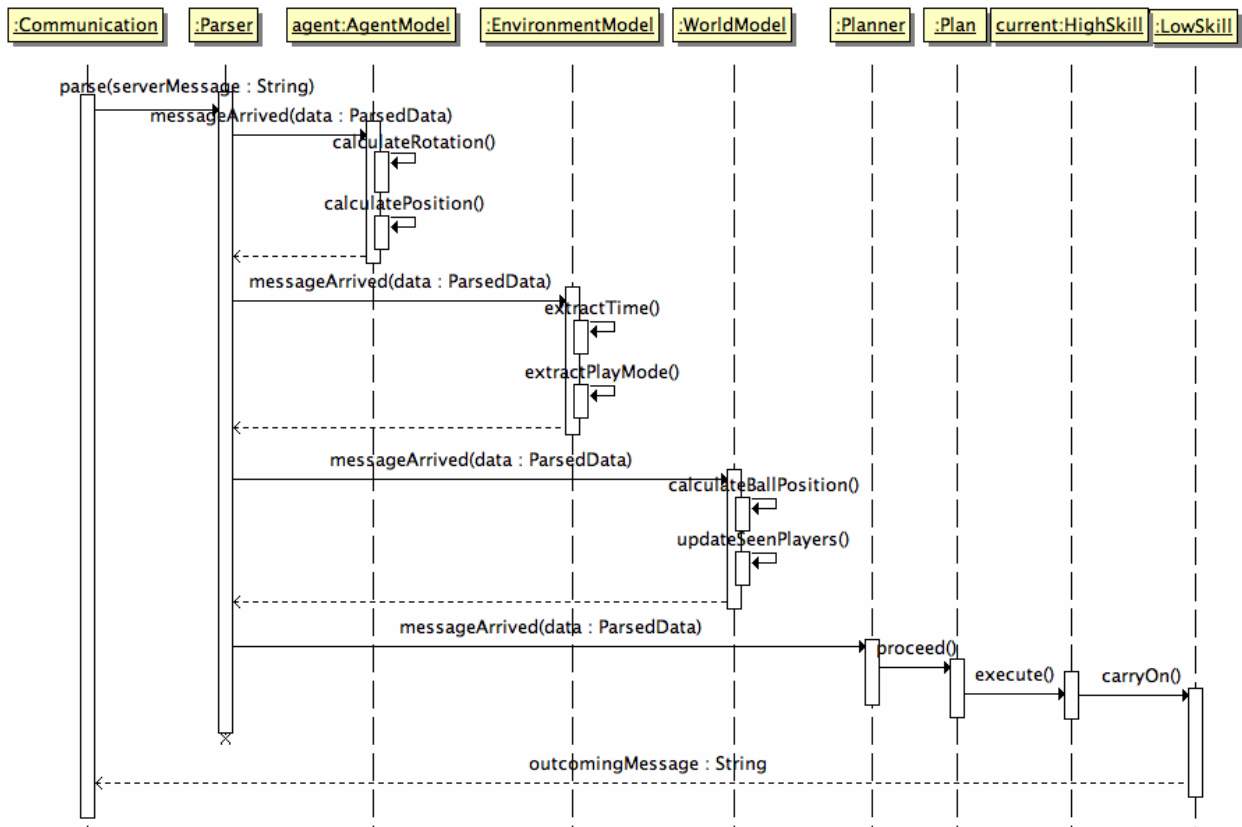 :Communication
:Parser
agent:AgentModel
:EnvironmentModel
:WorldModel
:Planner
:Plan
current:HighSkill
:LowSkill
parse(serverMessage : String)
messageArrived(data : ParsedData)
calculateRotation()
calculatePosition()
messageArrived(data : ParsedData)
extractTime()
extractPlayMode()
messageArrived(data : ParsedData)
calculateBallPosition()
updateSeenPlayers()
messageArrived(data : ParsedData)
proceed()
execute()
carryOn()
outcomingMessage : String